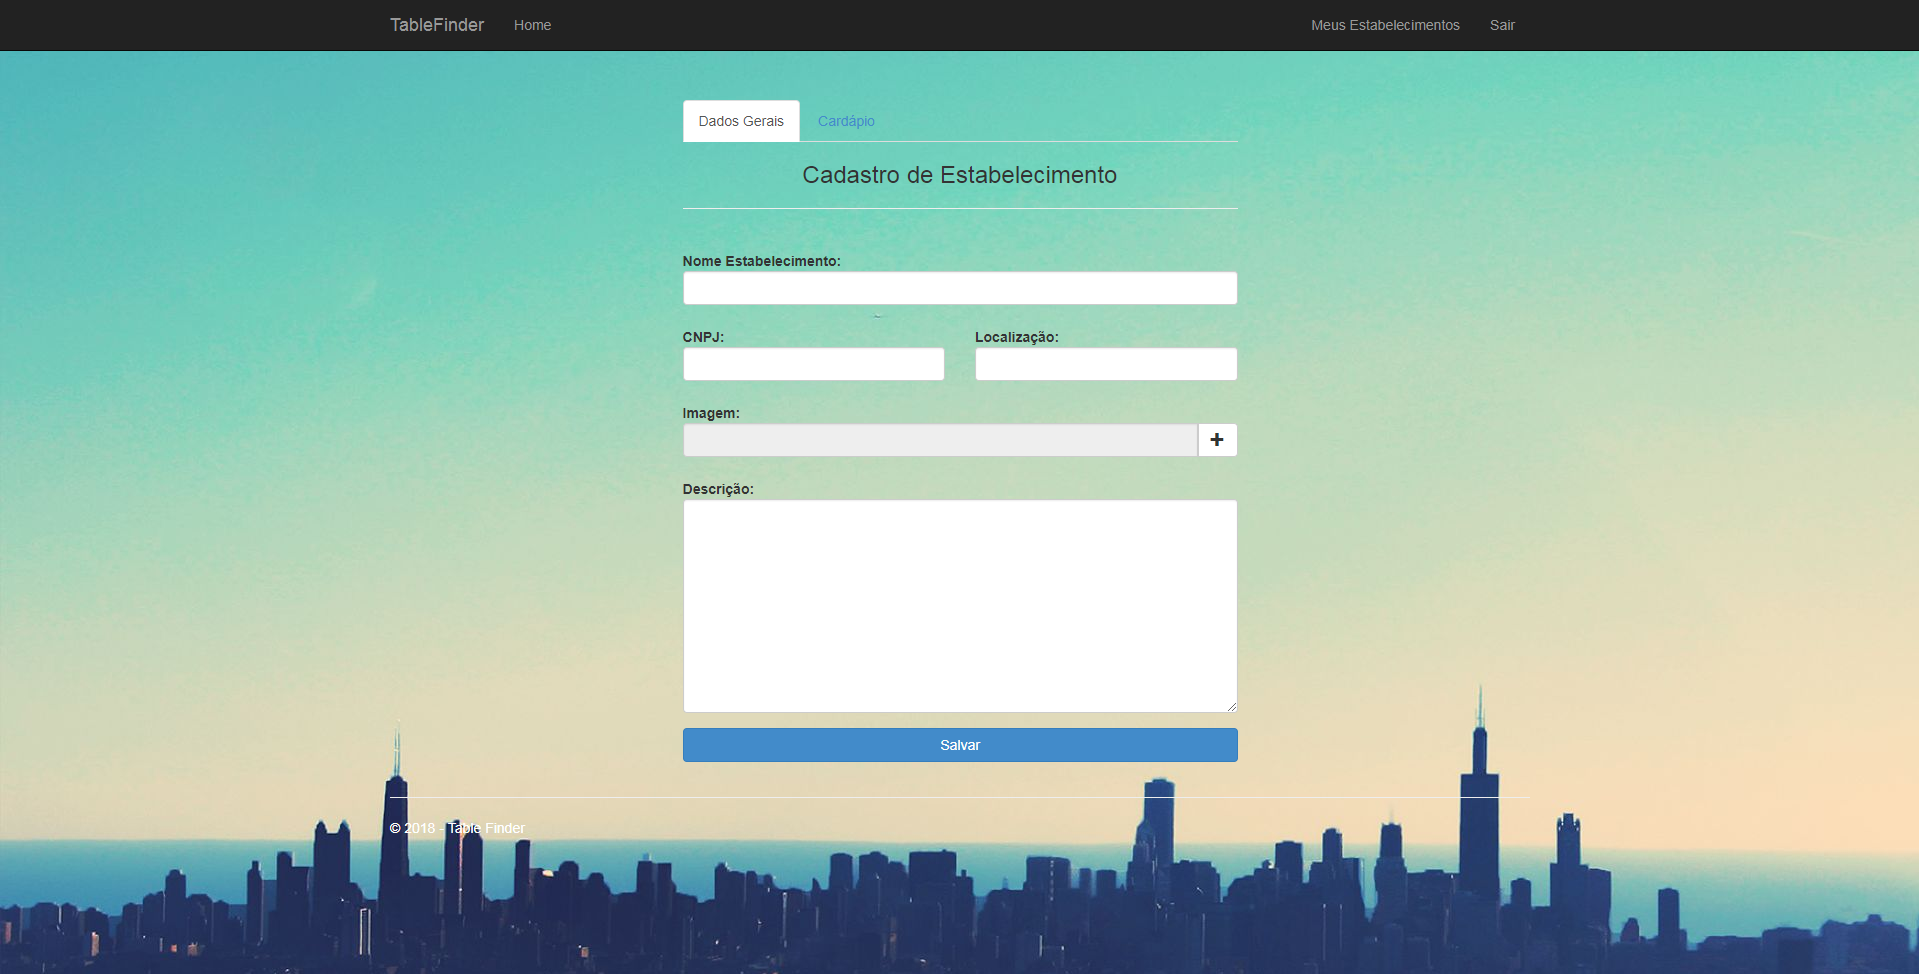 TableFinder Home Meus Estabelecimentos Sair
Dados Gerais Cardápio
Cadastro de Estabelecimento
Nome Estabelecimento:
CNPJ: Localização:
Imagem:
Descrição:
Salvar
© 2018 - Table Finder